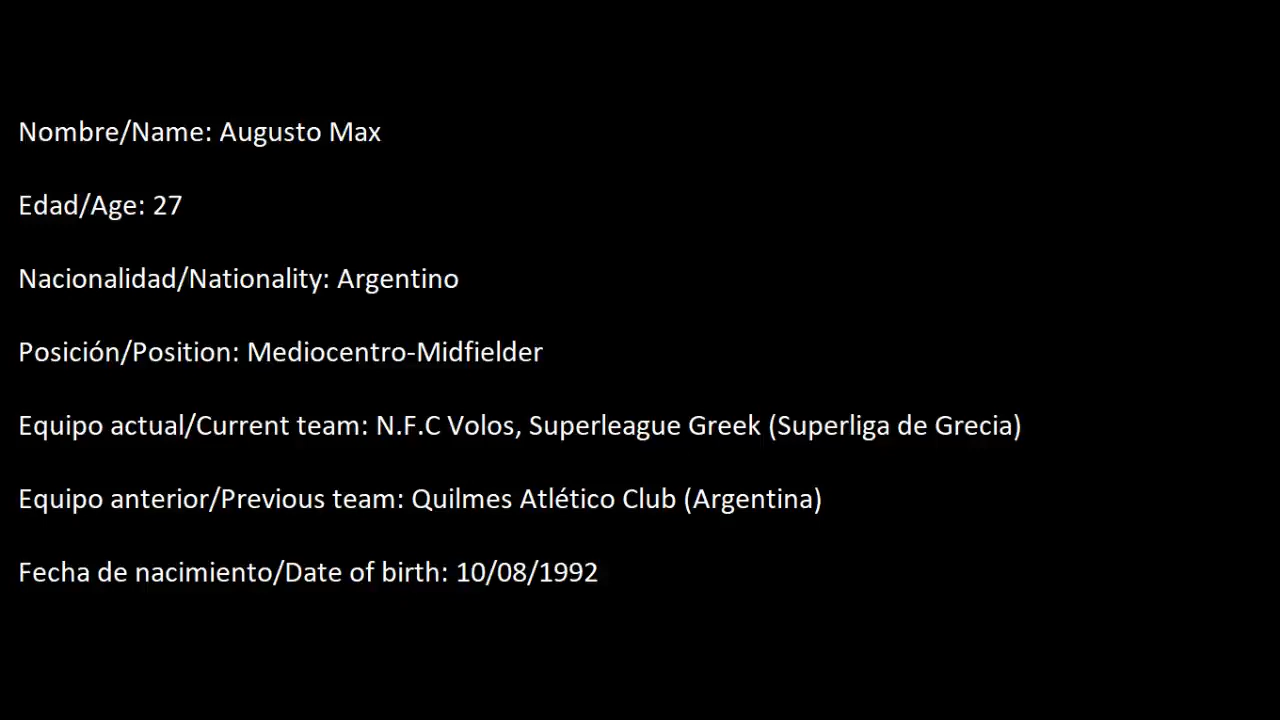 Nombre/Name: Augusto Max
Edad/Age: 27
Nacionalidad/Nationality: Argentino
Posición/Position: Mediocentro-Midfielder
Equipo actual/Current team: N.F.C Volos, Superleague Greek (Superliga de Grecia)
Equipo anterior/Previous team: Quilmes Atlético Club (Argentina)
Fecha de nacimiento/Date of birth: 10/08/1992